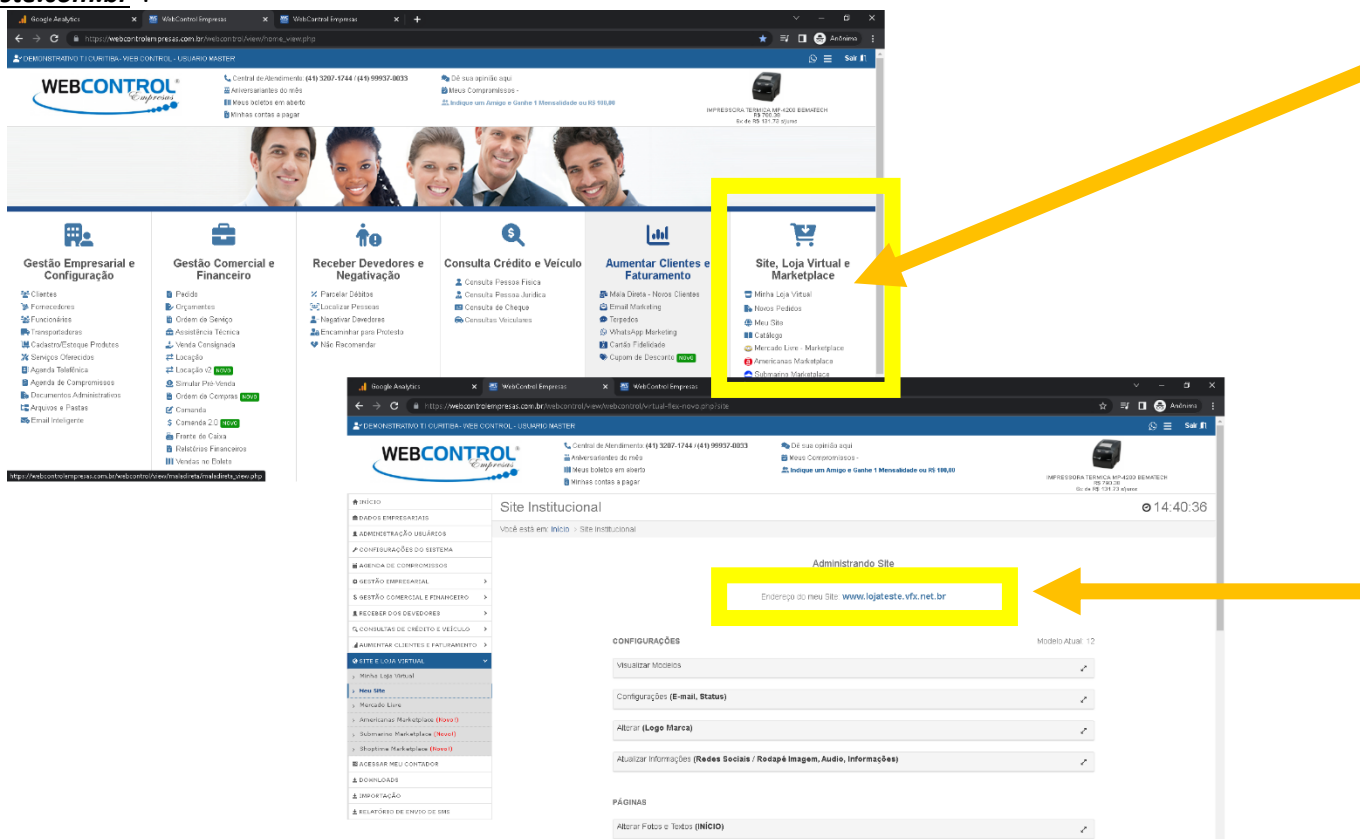 Google Analytics
WebControl Empresas
WebControl Empresas
https://webcontrolempresas.com.br/webcontrol/view/home_view.php
Anônimo
DEMONSTRATIVO T.I CURITIBA- WEB CONTROL - USUARIO MASTER
Sair
WEBCONTROL
Empresas
Central de Atendimento: (41) 3207-1744 / (41) 99937-0033
Aniversariantes do mês
Meus boletos em aberto
Minhas contas a pagar
Dê sua opinião aqui
Meus Compromissos -
Indique um Amigo e Ganhe 1 Mensalidade ou R$ 100,00
IMPRESSORA TERMICA MP-4200 BEMATECH
Gestão Empresarial e Configuração
Clientes
Fornecedores
Funcionários
Transportadoras
Cadastro/Estoque Produtos
Serviços Oferecidos
Agenda Telefônica
Agenda de Compromissos
Documentos Administrativos
Arquivos e Pastas
Email Inteligente
Gestão Comercial e Financeiro
Pedido
Orçamentos
Ordem de Serviço
Assistência Técnica
Venda Consignada
Locação
Locação v2 NOVO
Simular Pré-Venda
Ordem de Compras NOVO
Comanda
Comanda 2.0 NOVO
Frente de Caixa
Relatórios Financeiros
Vendas no Boleto
Receber Devedores e Negativação
Parcelar Débitos
Localizar Pessoas
Negativar Devedores
Encaminhar para Protesto
Não Recomendar
Consulta Crédito e Veículo
Consulta Pessoa Física
Consulta Pessoa Jurídica
Consulta de Cheque
Consultas Veiculares
Aumentar Clientes e Faturamento
Mala Direta - Novos Clientes
Email Marketing
Torpedos
WhatsApp Marketing
Cartão Fidelidade
Cupom de Desconto NOVO
Site, Loja Virtual e Marketplace
Minha Loja Virtual
Novos Pedidos
Meu Site
Catálogo
Mercado Livre - Marketplace
Americanas Marketplace
Submarino Marketplace
https://webcontrolempresas.com.br/webcontrol/view/maladireta/maladireta_view.php
Google Analytics
WebControl Empresas
WebControl Empresas
https://webcontrolempresas.com.br/webcontrol/view/webcontrol/virtual-flex-novo.php?site
Anônimo
DEMONSTRATIVO T.I CURITIBA- WEB CONTROL - USUARIO MASTER
Sair
WEBCONTROL
Empresas
Central de Atendimento: (41) 3207-1744 / (41) 99937-0033
Aniversariantes do mês
Meus boletos em aberto
Minhas contas a pagar
Dê sua opinião aqui
Meus Compromissos -
Indique um Amigo e Ganhe 1 Mensalidade ou R$ 100,00
IMPRESSORA TERMICA MP-4200 BEMATECH
INÍCIO
DADOS EMPRESARIAIS
ADMINISTRAÇÃO USUÁRIOS
CONFIGURAÇÕES DO SISTEMA
AGENDA DE COMPROMISSOS
GESTÃO EMPRESARIAL
GESTÃO COMERCIAL E FINANCEIRO
RECEBER DOS DEVEDORES
CONSULTAS DE CRÉDITO E VEÍCULO
AUMENTAR CLIENTES E FATURAMENTO
SITE E LOJA VIRTUAL
Minha Loja Virtual
Meu Site
Mercado Livre
Americanas Marketplace (Novo!)
Submarino Marketplace (Novo!)
Shoptime Marketplace (Novo!)
ACESSAR MEU CONTADOR
DOWNLOADS
IMPORTAÇÃO
RELATÓRIO DE ENVIO DE SMS
Site Institucional
14:40:36
Você está em: Início > Site Institucional
Administrando Site
Endereço do meu Site: www.lojateste.vfx.net.br
CONFIGURAÇÕES
Modelo Atual: 12
Visualizar Modelos
Configurações (E-mail, Status)
Alterar (Logo Marca)
Atualizar Informações (Redes Sociais / Rodapé Imagem, Audio, Informações)
PÁGINAS
Alterar Fotos e Textos (INÍCIO)